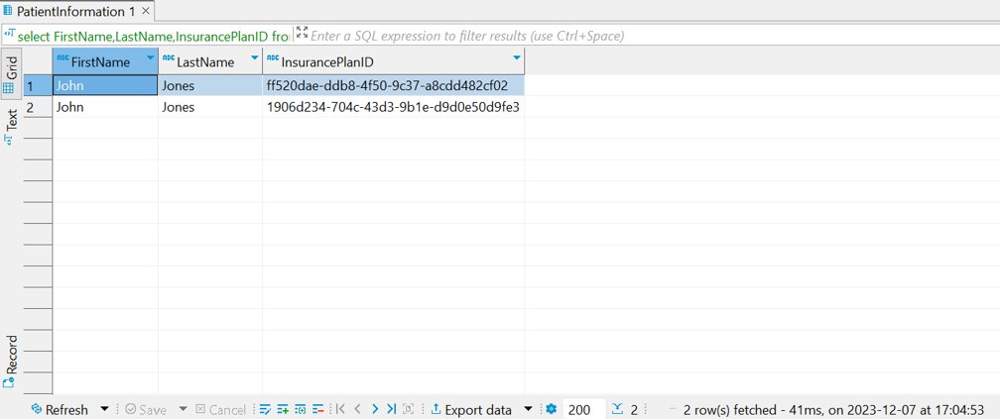 PatientInformation 1
select FirstName,LastName,InsurancePlanID fro Enter a SQL expression to filter results (use Ctrl+Space)
Grid
Text
Record
ABC FirstName ABC LastName ABC InsurancePlanID
1 John Jones ff520dae-ddb8-4f50-9c37-a8cdd482cf02
2 John Jones 1906d234-704c-43d3-9b1e-d9d0e50d9fe3
Refresh Save Cancel Export data 200 2 2 row(s) fetched - 41ms, on 2023-12-07 at 17:04:53